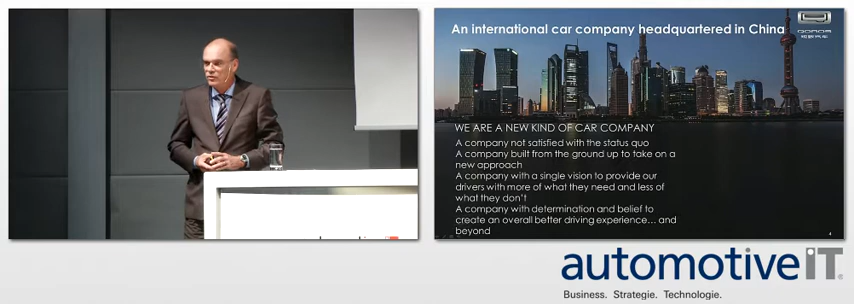 An international car company headquartered in China
QOROS
WE ARE A NEW KIND OF CAR COMPANY
A company not satisfied with the status quo
A company built from the ground up to take on a
new approach
A company with a single vision to provide our
drivers with more of what they need and less of
what they don't
A company with determination and belief to
create an overall better driving experience… and
beyond
4
automotiveIT
Business. Strategie. Technologie.